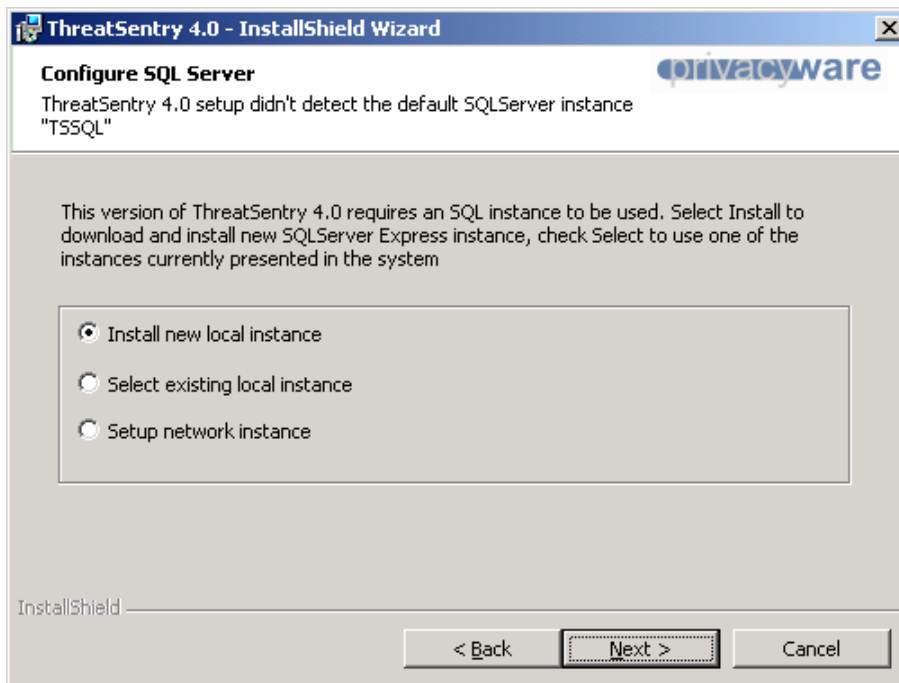 ThreatSentry 4.0 - InstallShield Wizard
Configure SQL Server
privacyware
ThreatSentry 4.0 setup didn't detect the default SQLServer instance
"TSSQL"
This version of ThreatSentry 4.0 requires an SQL instance to be used. Select Install to
download and install new SQLServer Express instance, check Select to use one of the
instances currently presented in the system
Install new local instance
Select existing local instance
Setup network instance
InstallShield
< Back
Next >
Cancel